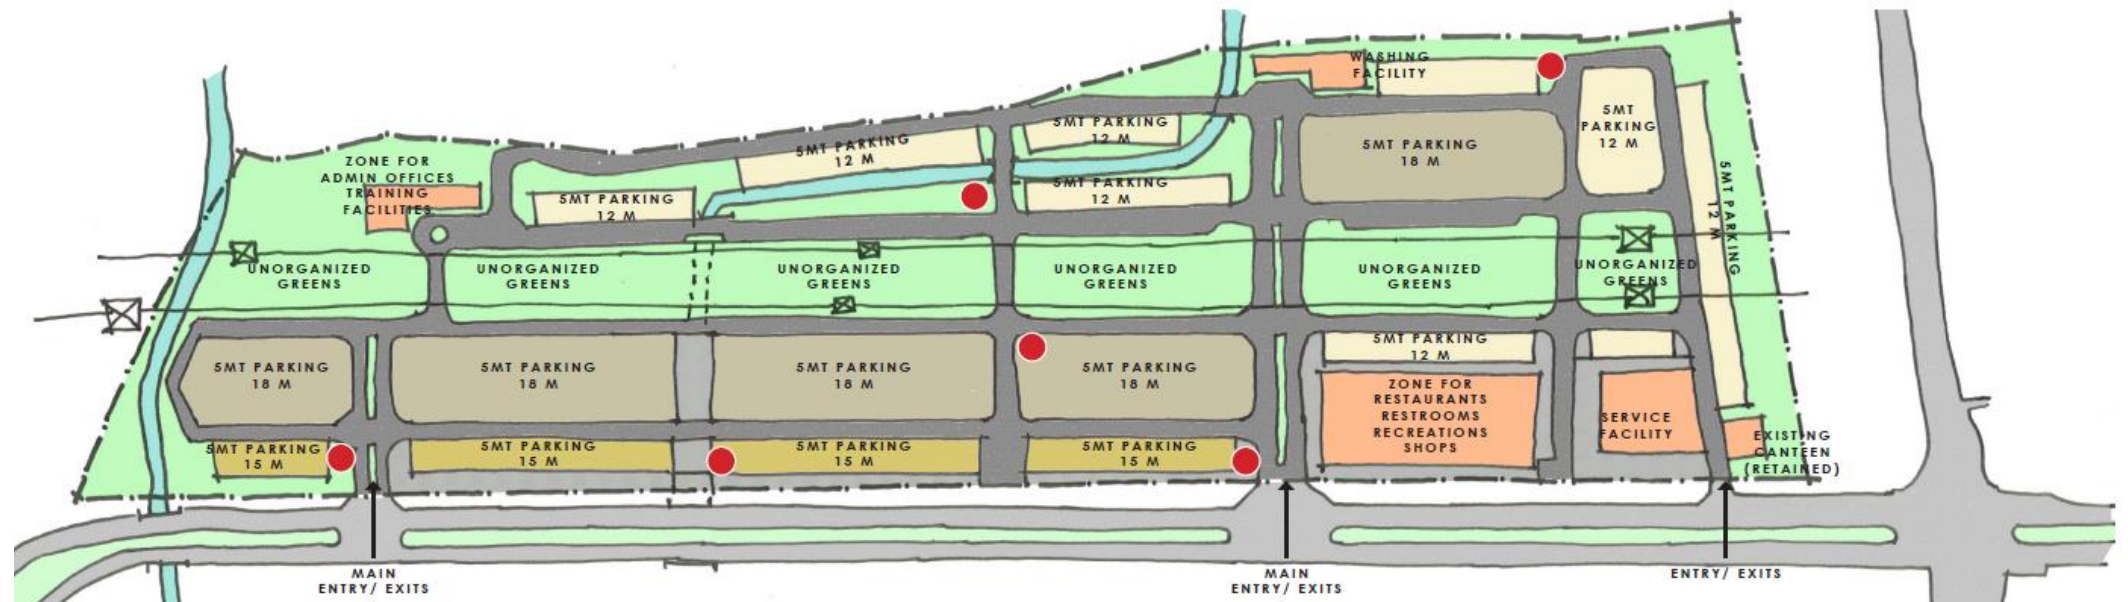 WASHING
FACILITY
5MT
PARKING
12 M
5MT PARKING
12 M
5MT PARKING
12 M
5MT PARKING
18 M
ZONE FOR
ADMIN OFFICES
TRAINING
FACILITIES
5MT PARKING
12 M
5MT PARKING
12 M
5MT PARKING
12 M
UNORGANIZED
GREENS
UNORGANIZED
GREENS
UNORGANIZED
GREENS
UNORGANIZED
GREENS
UNORGANIZED
GREENS
UNORGANIZED
GREENS
5MT PARKING
12 M
5MT PARKING
18 M
5MT PARKING
18 M
5MT PARKING
18 M
5MT PARKING
18 M
5MT PARKING
12 M
ZONE FOR
RESTAURANTS
RESTROOMS
RECREATIONS
SHOPS
SERVICE
FACILITY
EXISTING
CANTEEN
(RETAINED)
5MT PARKING
15 M
5MT PARKING
15 M
5MT PARKING
15 M
5MT PARKING
15 M
MAIN
ENTRY/ EXITS
MAIN
ENTRY/ EXITS
ENTRY/ EXITS